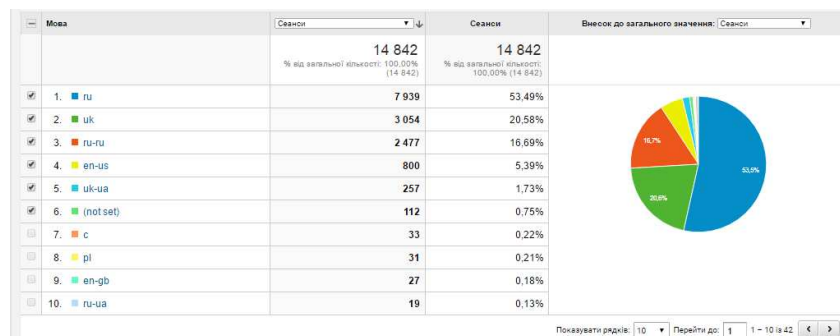 Мова Сеанси Сеанси Внесок до загального значення: Сеанси
14 842 14 842
% від загальної кількості: 100,00% % від загальної кількості:
(14 842) 100,00% (14 842)
1. ru 7 939 53,49%
2. uk 3 054 20,58%
3. ru-ru 2 477 16,69%
4. en-us 800 5,39%
5. uk-ua 257 1,73%
6. (not set) 112 0,75%
7. c 33 0,22%
8. pl 31 0,21%
9. en-gb 27 0,18%
10. ru-ua 19 0,13%
16,7%
53,5%
20,6%
Показувати рядків: 10 Перейти до: 1 1 – 10 із 42